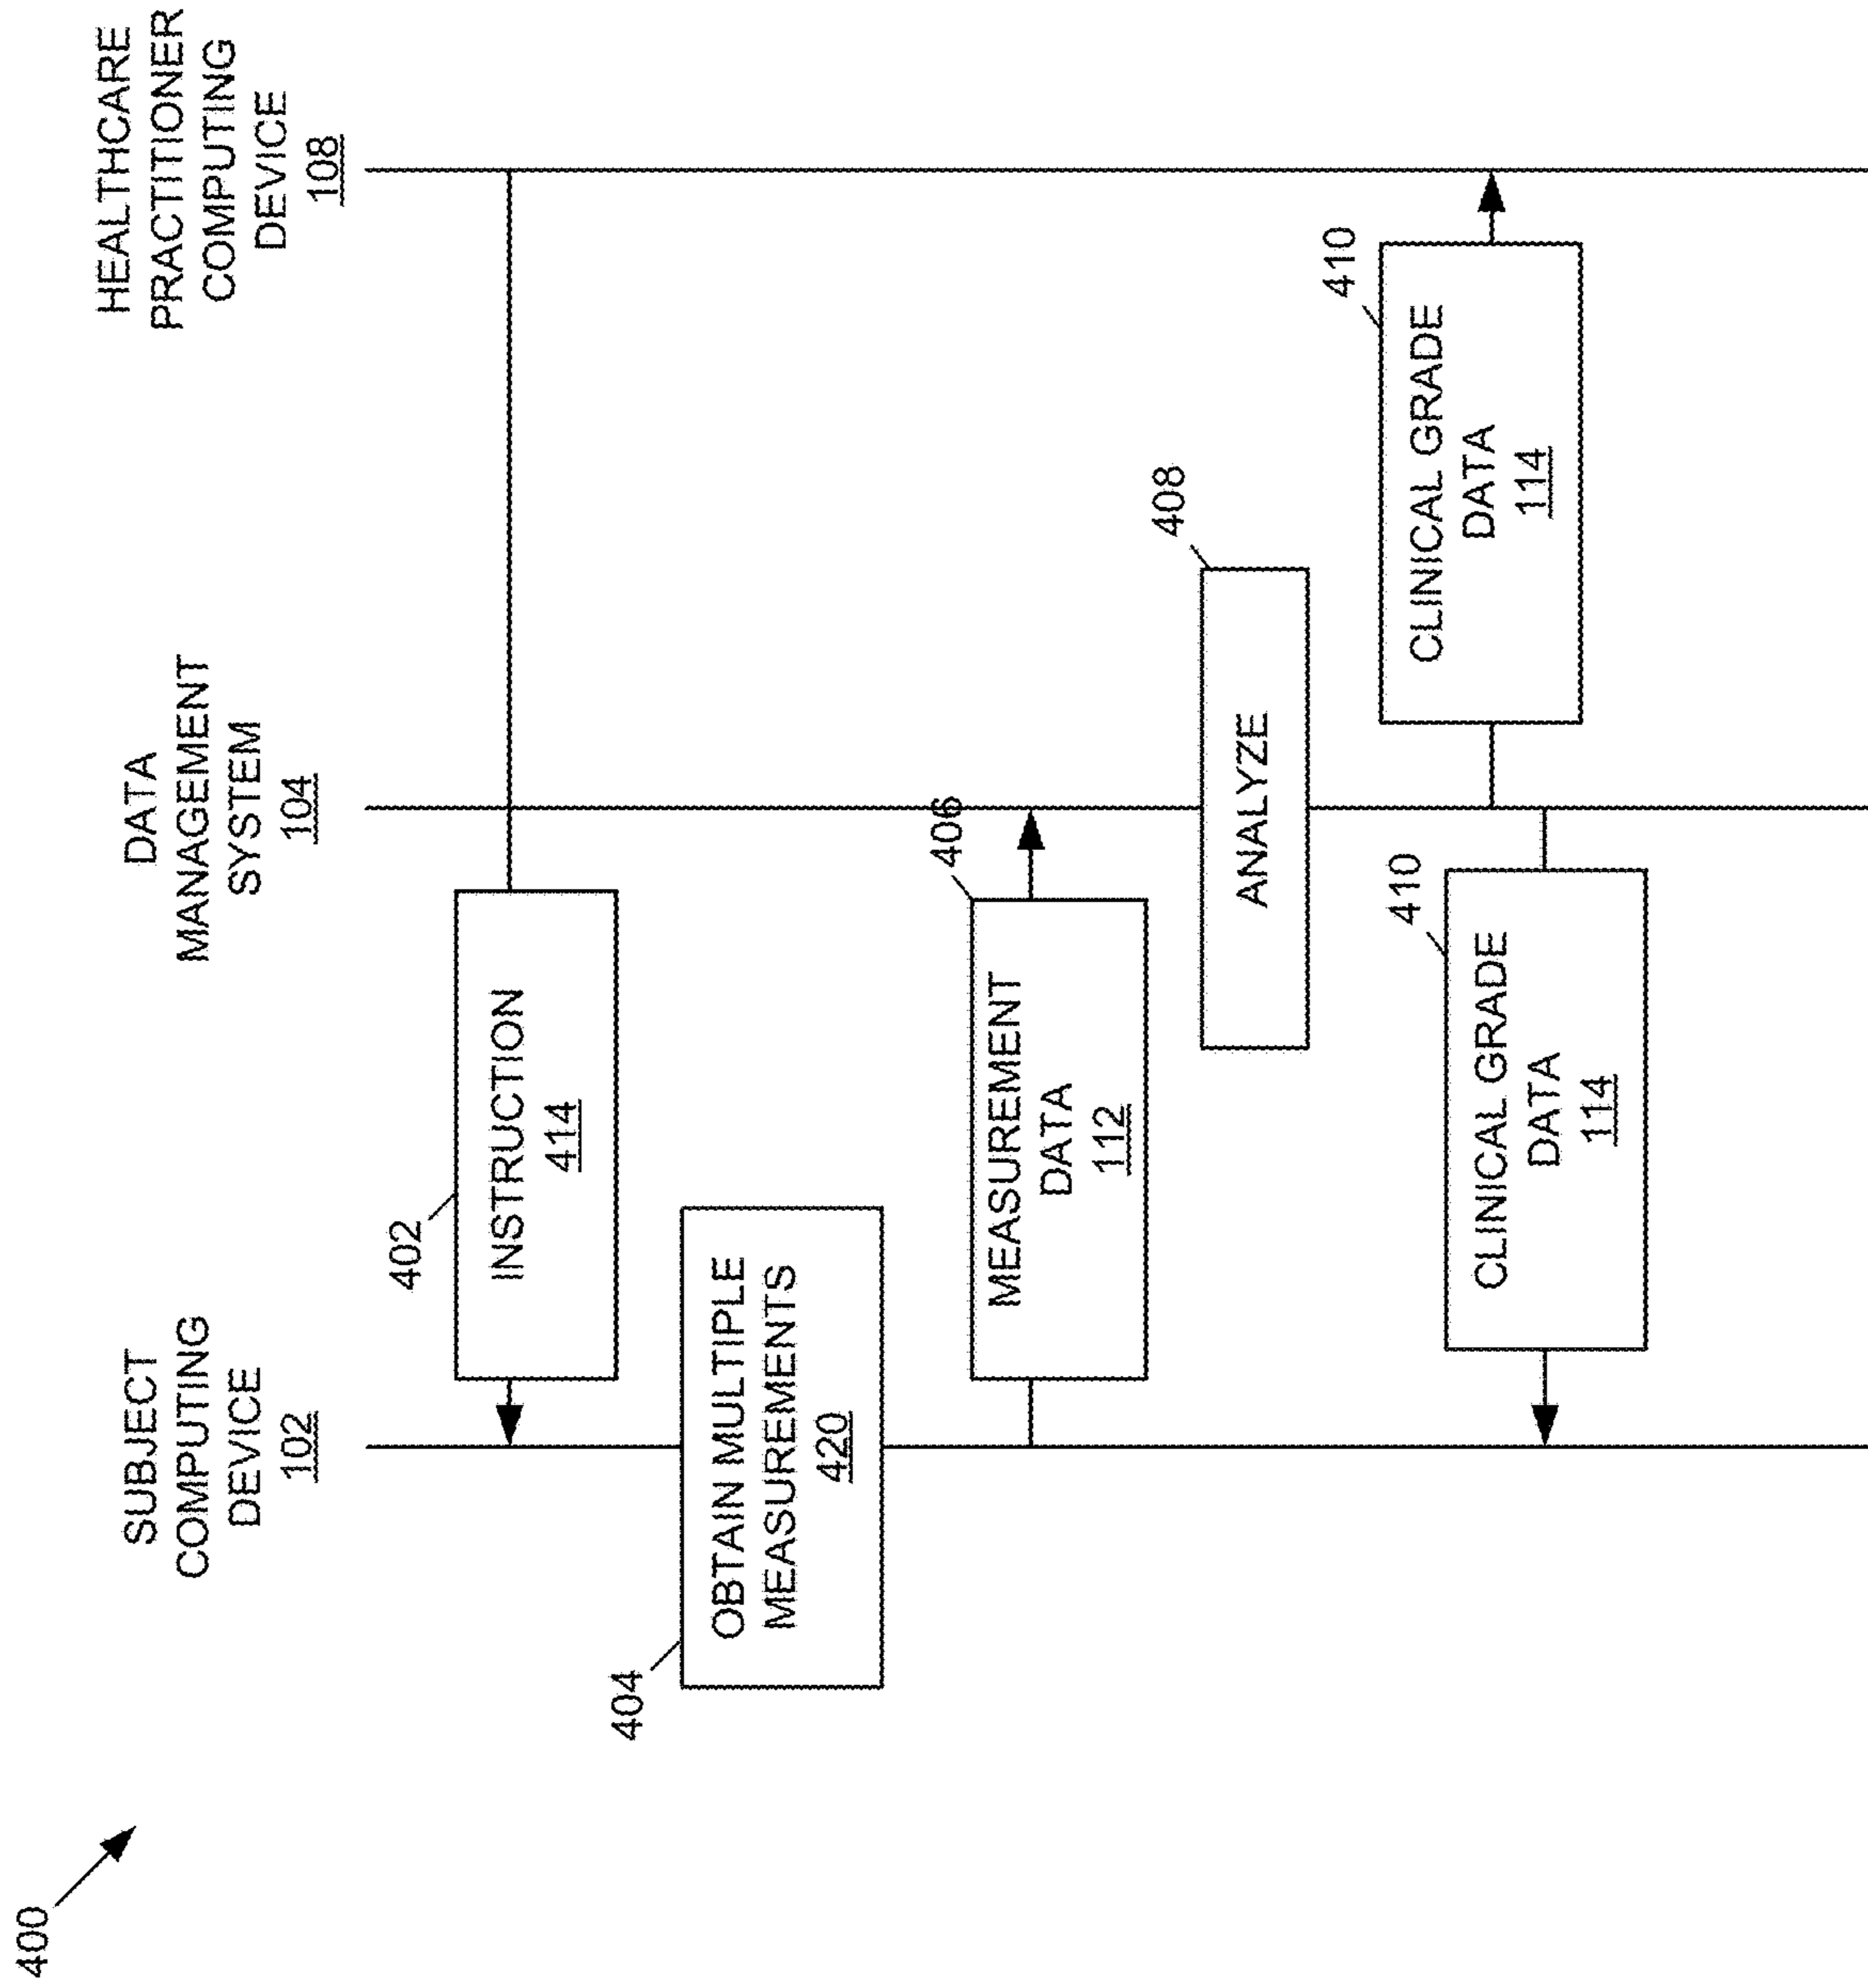 400
SUBJECT
COMPUTING
DEVICE
102
DATA
MANAGEMENT
SYSTEM
104
HEALTHCARE
PRACTITIONER
COMPUTING
DEVICE
108
402
INSTRUCTION
414
404
OBTAIN MULTIPLE
MEASUREMENTS
420
406
MEASUREMENT
DATA
112
408
ANALYZE
410
CLINICAL GRADE
DATA
114
410
CLINICAL GRADE
DATA
114